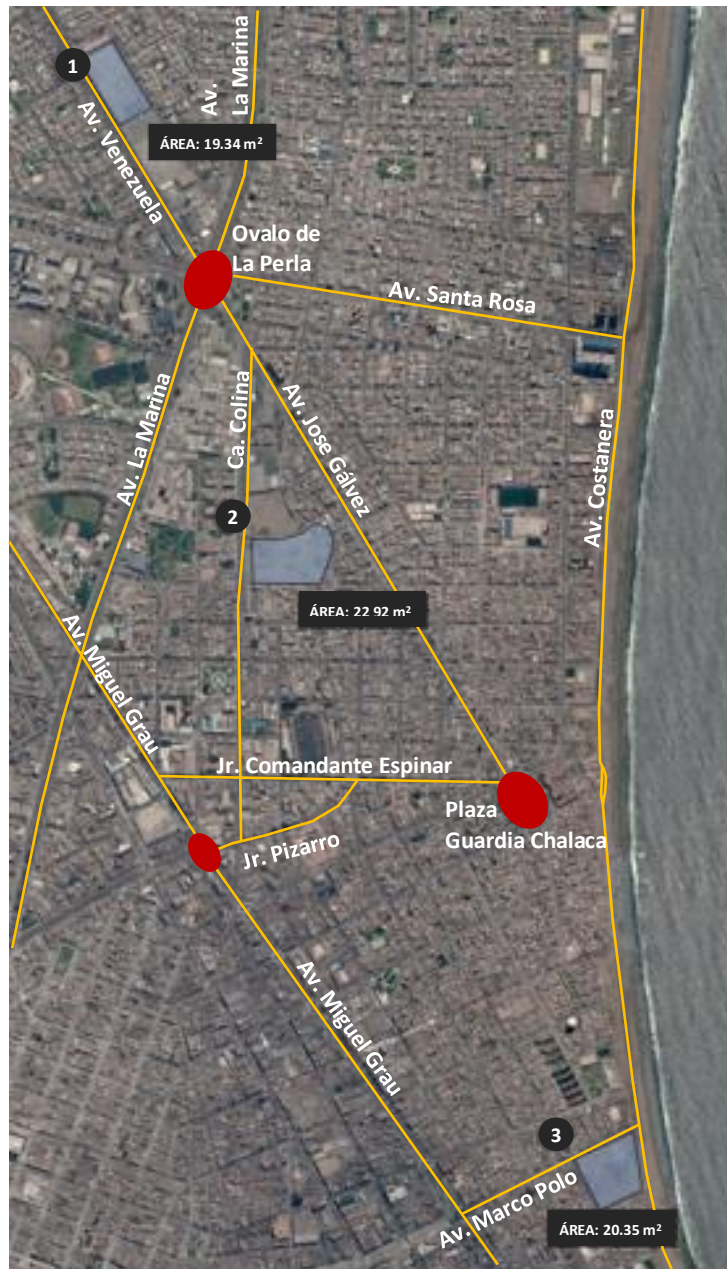 Av.
La Marina
1
Av. Venezuela
ÁREA: 19.34 m²
Ovalo de
La Perla
Av. Santa Rosa
Av. La Marina
Ca. Colina
Av. Jose Gálvez
Av. Costanera
2
ÁREA: 22 92 m²
Av. Miguel Grau
Jr. Comandante Espinar
Plaza
Guardia Chalaca
Jr. Pizarro
Av. Miguel Grau
3
Av. Marco Polo
ÁREA: 20.35 m²